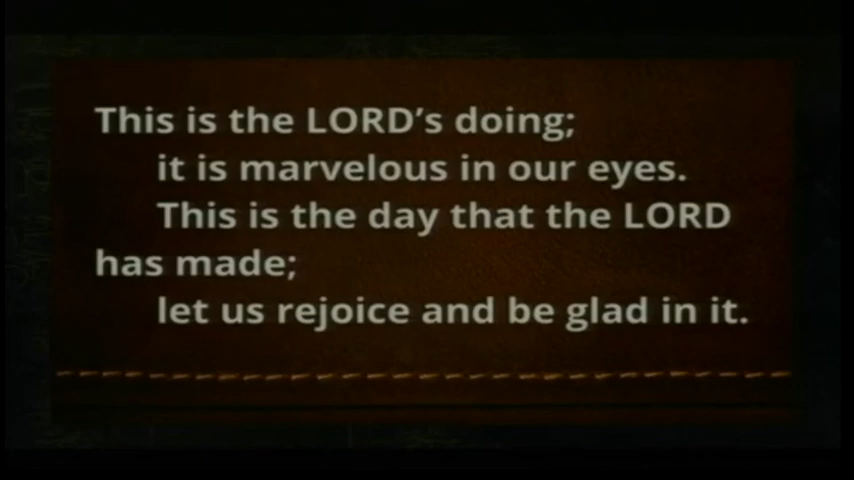 This is the LORD’s doing;
it is marvelous in our eyes.
This is the day that the LORD
has made;
let us rejoice and be glad in it.